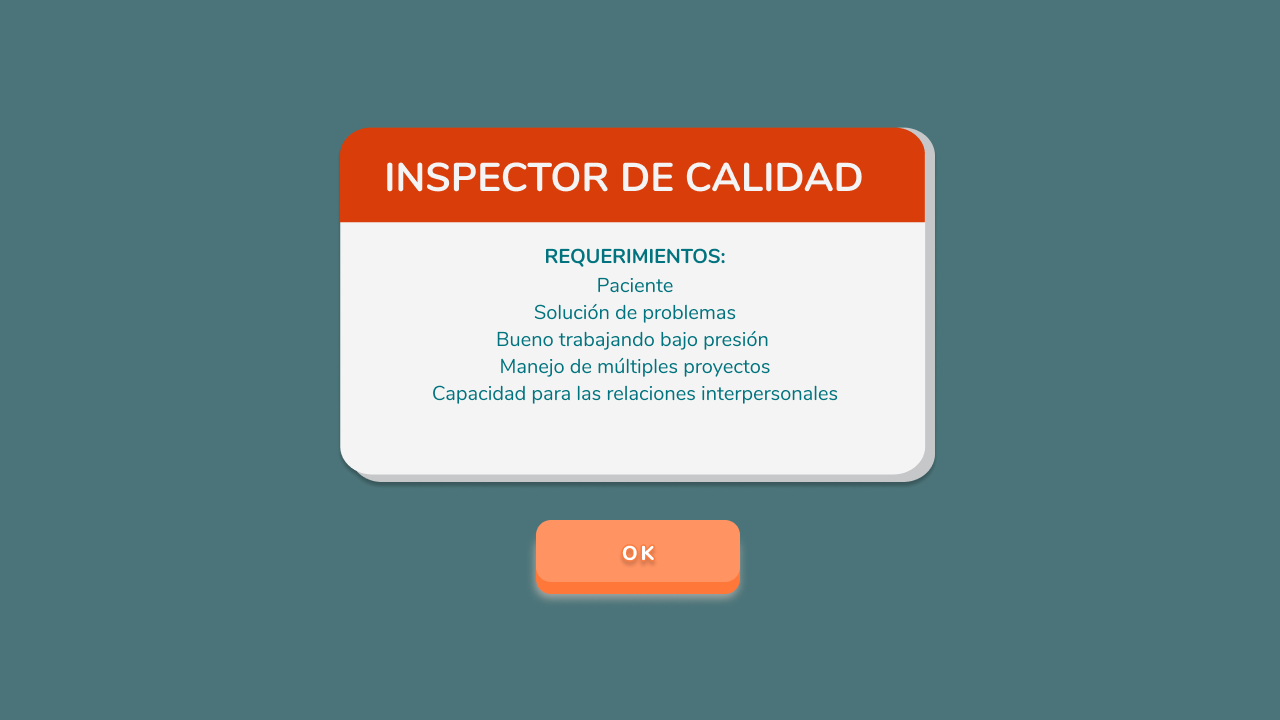 INSPECTOR DE CALIDAD
REQUERIMIENTOS:
Paciente
Solución de problemas
Bueno trabajando bajo presión
Manejo de múltiples proyectos
Capacidad para las relaciones interpersonales
OK